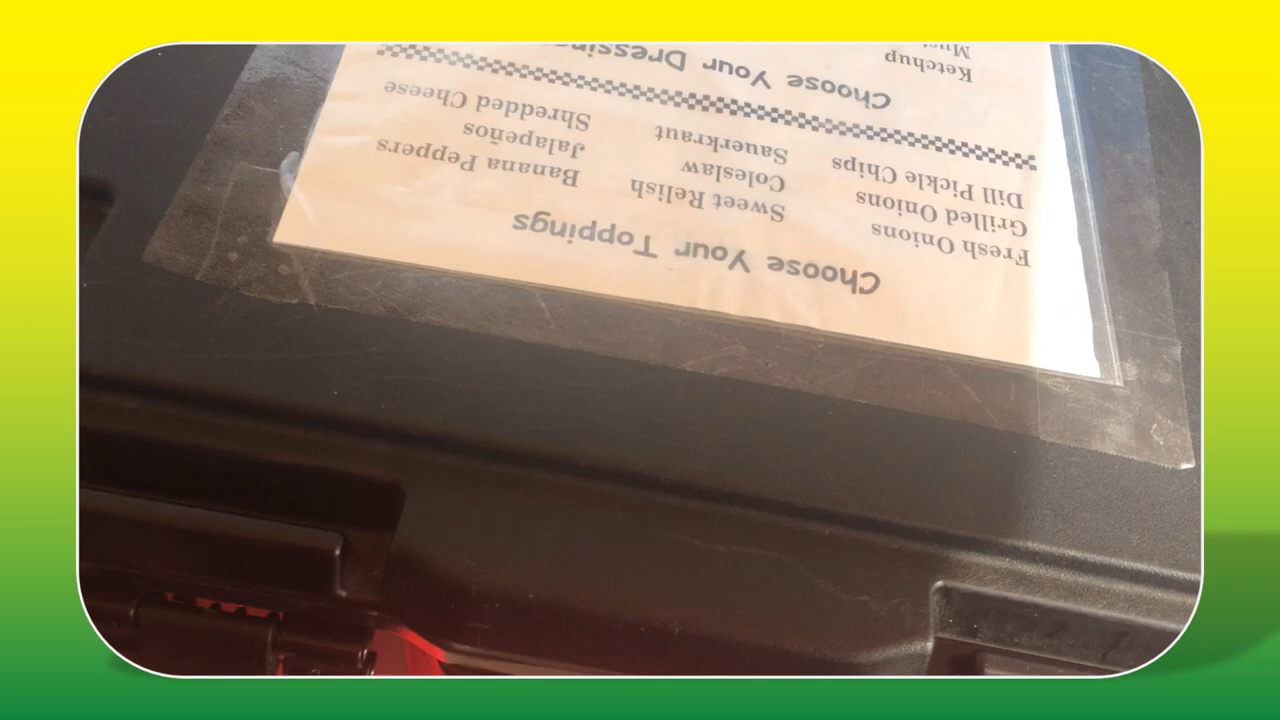 Choose Your Toppings
Fresh Onions Sweet Relish Banana Peppers
Grilled Onions Coleslaw Jalapeños
Dill Pickle Chips Sauerkraut Shredded Cheese
Choose Your Dressing
Ketchup